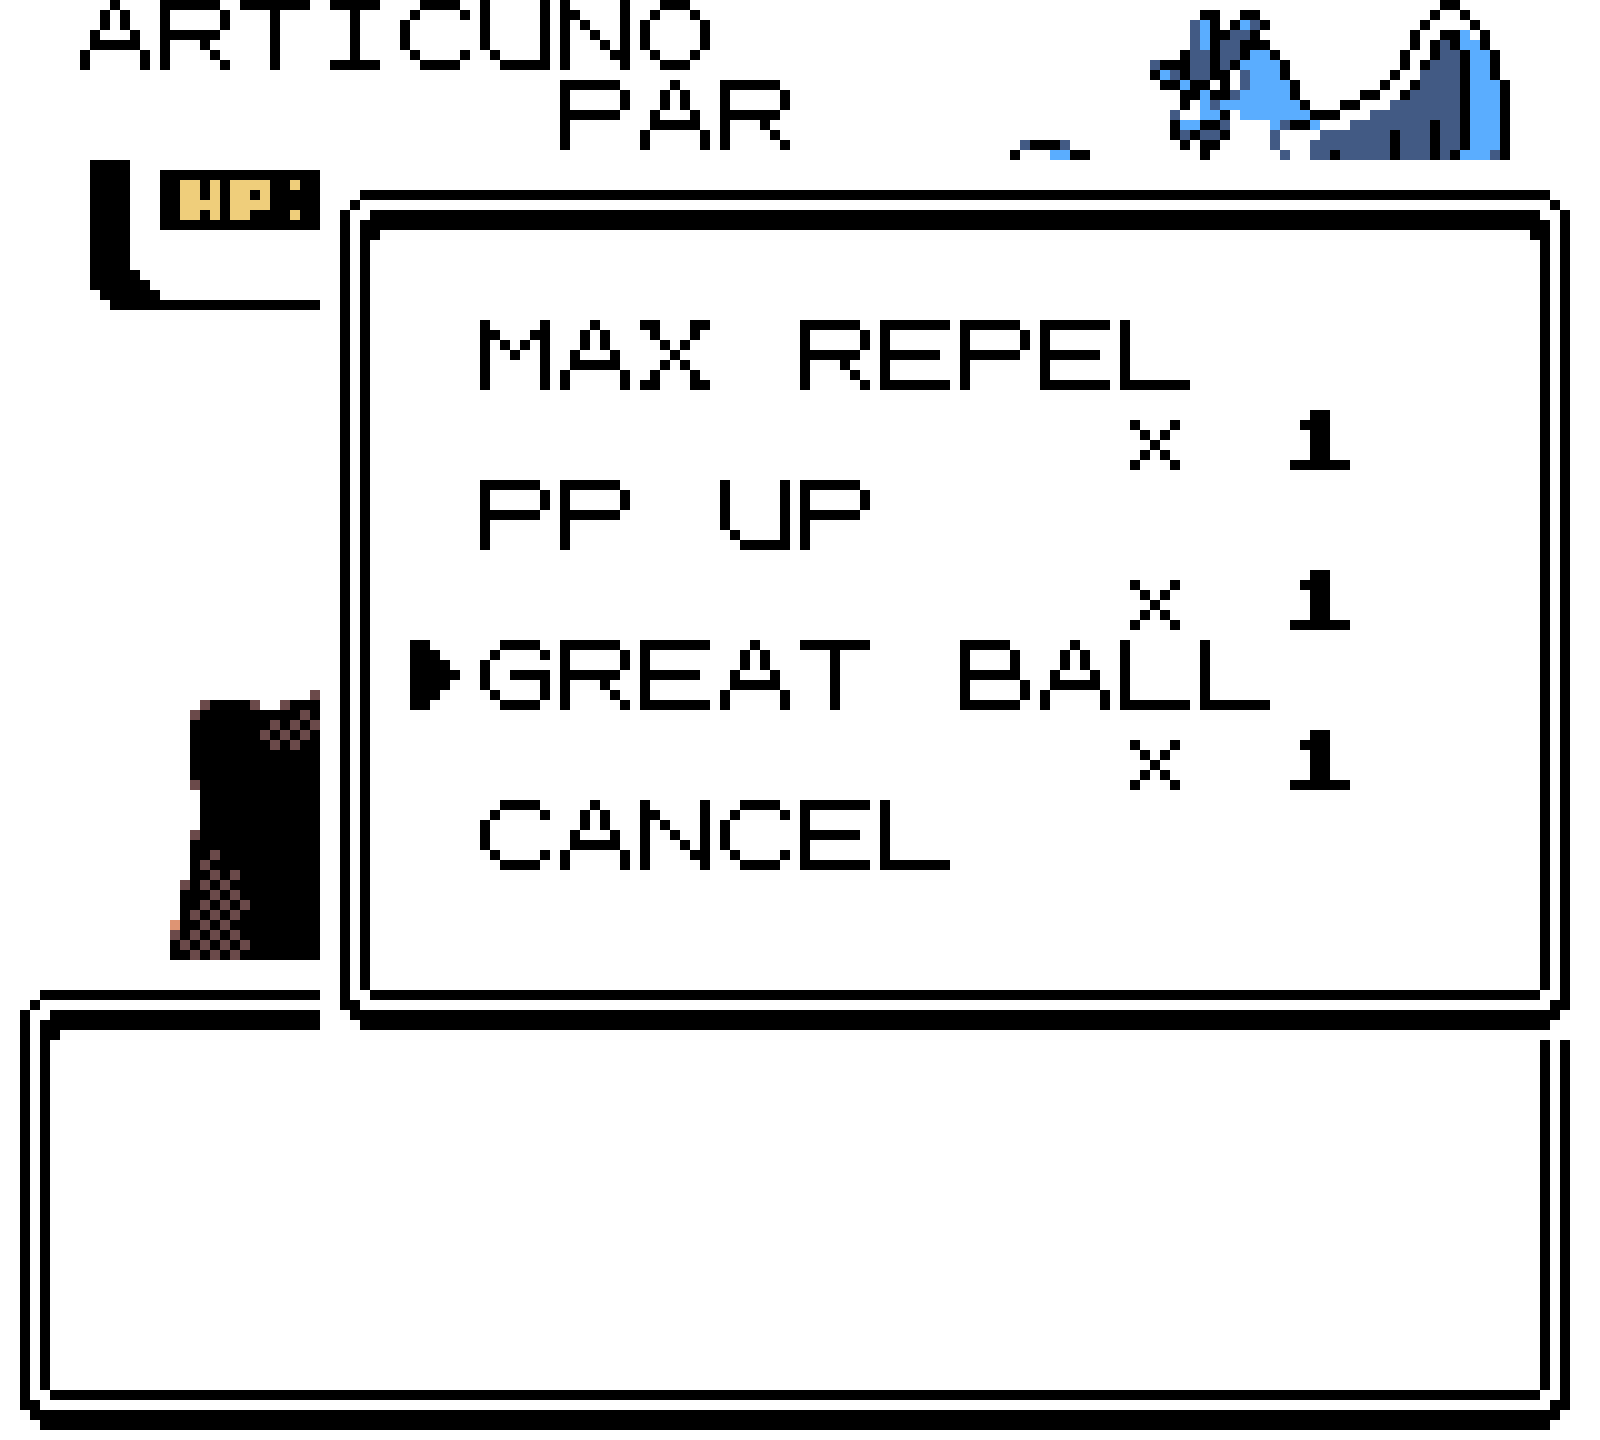 ARTICUNO
PAR
HP:
MAX REPEL
× 1
PP UP
× 1
▶GREAT BALL
× 1
CANCEL